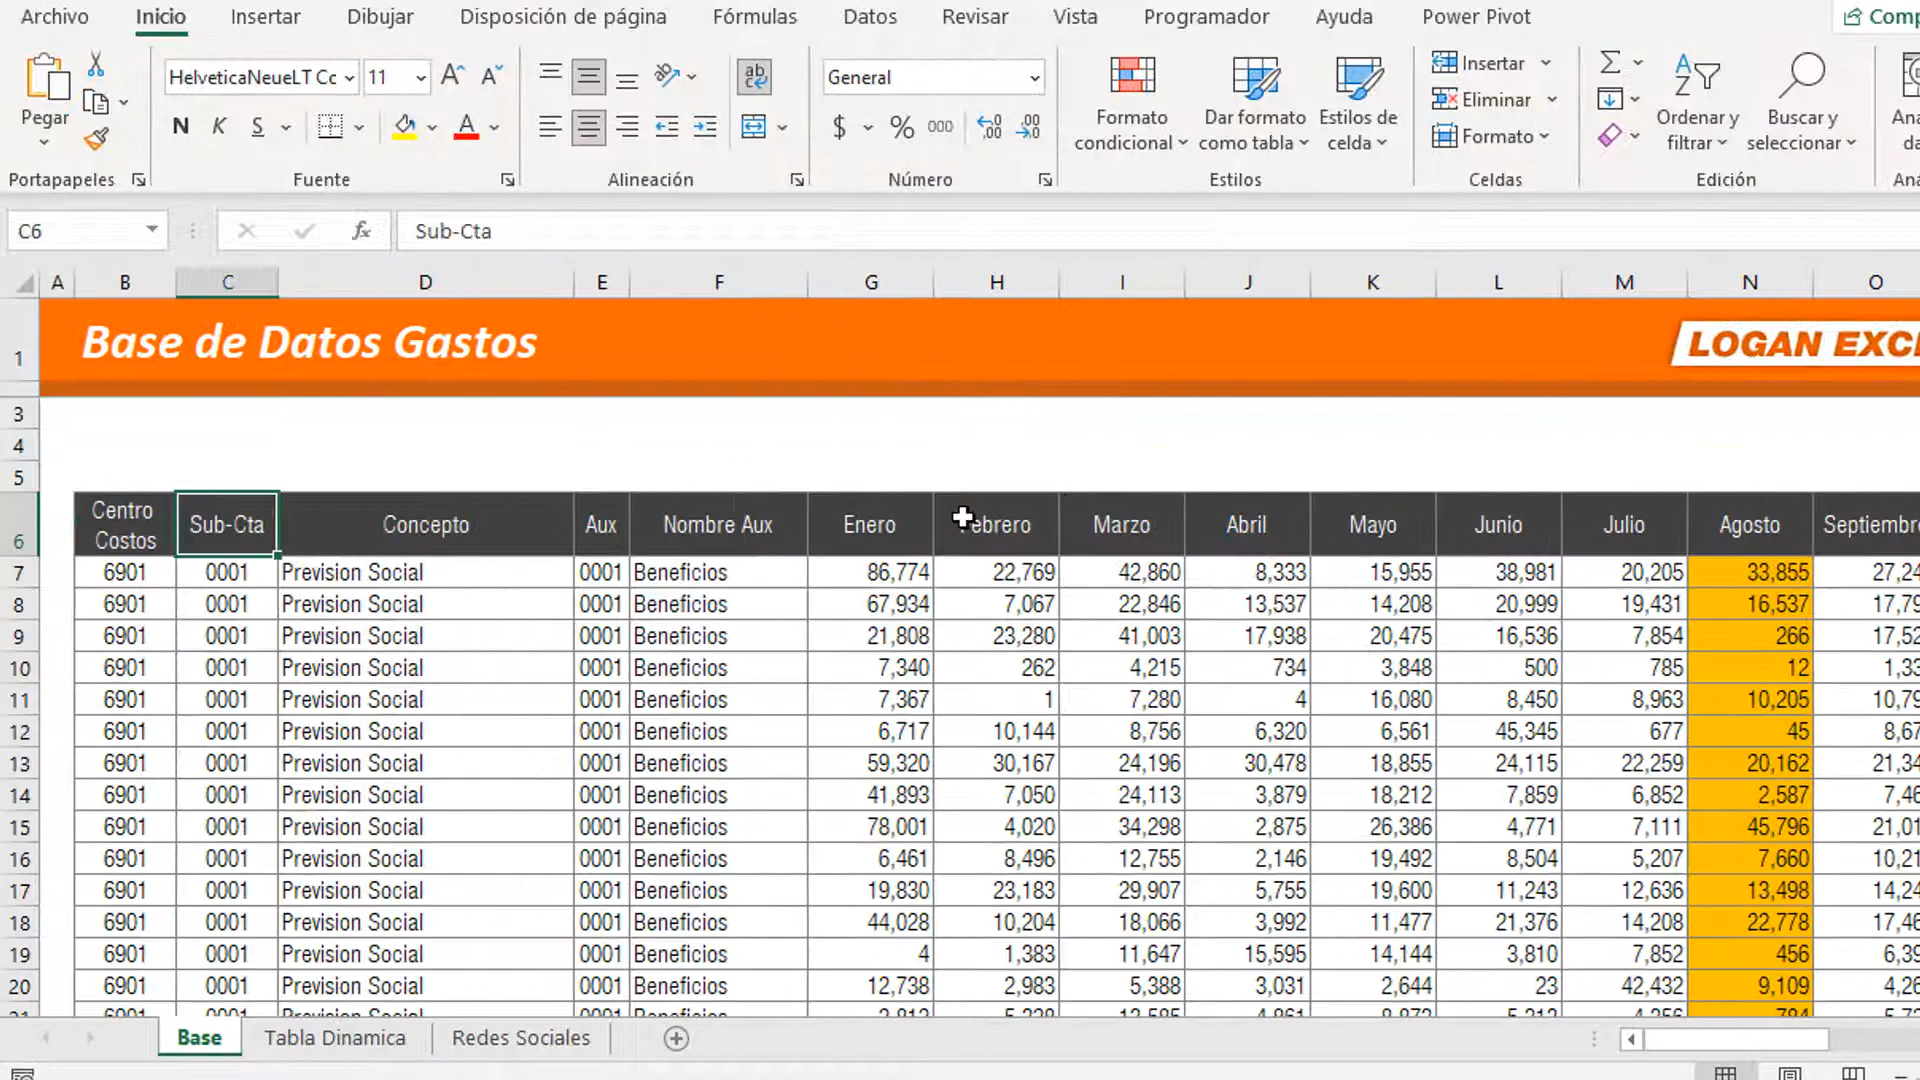 Archivo Inicio Insertar Dibujar Disposición de página Fórmulas Datos Revisar Vista Programador Ayuda Power Pivot
HelveticaNeueLT 11 General Insertar
Pegar Formato condicional Dar formato como tabla Estilos de celda Eliminar Ordenar y filtrar Buscar y seleccionar
N K S $ % 000 Formato
Portapapeles Fuente Alineación Número Estilos Celdas Edición
C6 fx Sub-Cta
A B C D E F G H I J K L M N O
1 Base de Datos Gastos LOGAN
3
4
5
6 Centro Costos Sub-Cta Concepto Aux Nombre Aux Enero Marzo Abril Mayo Junio Julio Agosto
7 6901 0001 Prevision Social 0001 Beneficios 86,774 22,769 42,860 8,333 15,955 38,981 20,205 33,855
8 6901 0001 Prevision Social 0001 Beneficios 67,934 7,067 22,846 13,537 14,208 20,999 19,431 16,537
9 6901 0001 Prevision Social 0001 Beneficios 21,808 23,280 41,003 17,938 20,475 16,536 7,854 266
10 6901 0001 Prevision Social 0001 Beneficios 7,340 262 4,215 734 3,848 500 785 12
11 6901 0001 Prevision Social 0001 Beneficios 7,367 1 7,280 4 16,080 8,450 8,963 10,205
12 6901 0001 Prevision Social 0001 Beneficios 6,717 10,144 8,756 6,320 6,561 45,345 677 45
13 6901 0001 Prevision Social 0001 Beneficios 59,320 30,167 24,196 30,478 18,855 24,115 22,259 20,162
14 6901 0001 Prevision Social 0001 Beneficios 41,893 7,050 24,113 3,879 18,212 7,859 6,852 2,587
15 6901 0001 Prevision Social 0001 Beneficios 78,001 4,020 34,298 2,875 26,386 4,771 7,111 45,796
16 6901 0001 Prevision Social 0001 Beneficios 6,461 8,496 12,755 2,146 19,492 8,504 5,207 7,660
17 6901 0001 Prevision Social 0001 Beneficios 19,830 23,183 29,907 5,755 19,600 11,243 12,636 13,498
18 6901 0001 Prevision Social 0001 Beneficios 44,028 10,204 18,066 3,992 11,477 21,376 14,208 22,778
19 6901 0001 Prevision Social 0001 Beneficios 4 1,383 11,647 15,595 14,144 3,810 7,852 456
20 6901 0001 Prevision Social 0001 Beneficios 12,738 2,983 5,388 3,031 2,644 23 42,432 9,109
Base Tabla Dinamica Redes Sociales